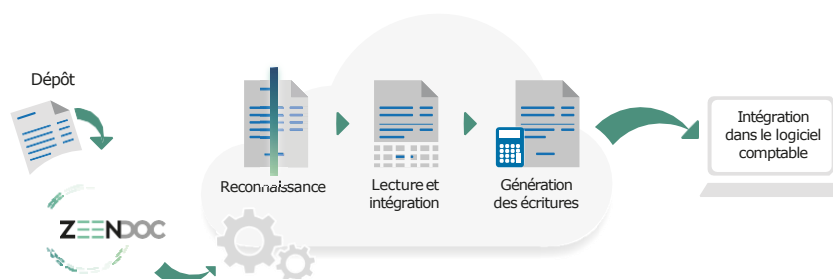 Dépôt
ZEENDOC
Reconnaissance
Lecture et
intégration
Génération
des écritures
Intégration
dans le logiciel
comptable